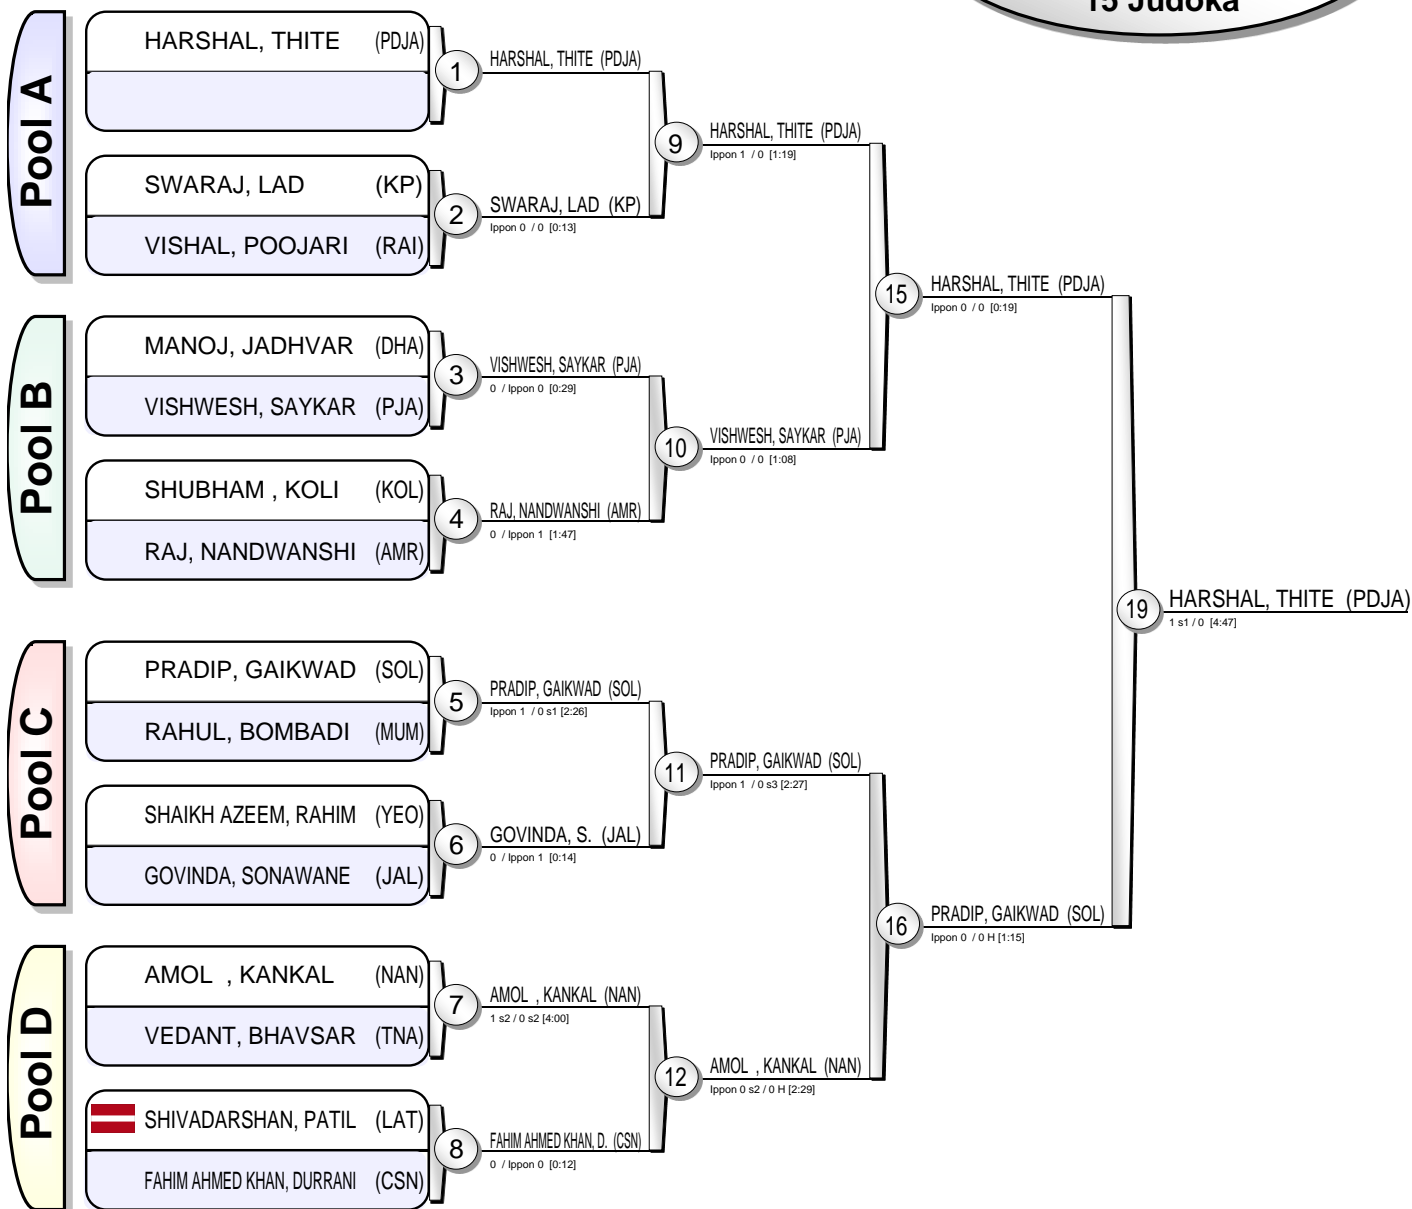 15 Judoka
Pool A
HARSHAL, THITE (PDJA)
SWARAJ, LAD (KP)
VISHAL, POOJARI (RAI)
Pool B
MANOJ, JADHVAR (DHA)
VISHWESH, SAYKAR (PJA)
SHUBHAM , KOLI (KOL)
RAJ, NANDWANSHI (AMR)
Pool C
PRADIP, GAIKWAD (SOL)
RAHUL, BOMBADI (MUM)
SHAIKH AZEEM, RAHIM (YEO)
GOVINDA, SONAWANE (JAL)
Pool D
AMOL , KANKAL (NAN)
VEDANT, BHAVSAR (TNA)
SHIVADARSHAN, PATIL (LAT)
FAHIM AHMED KHAN, DURRANI (CSN)
1
HARSHAL, THITE (PDJA)
2
SWARAJ, LAD (KP)
Ippon 0 / 0 [0:13]
3
VISHWESH, SAYKAR (PJA)
0 / Ippon 0 [0:29]
4
RAJ, NANDWANSHI (AMR)
0 / Ippon 1 [1:47]
5
PRADIP, GAIKWAD (SOL)
Ippon 1 / 0 s1 [2:26]
6
GOVINDA, S. (JAL)
0 / Ippon 1 [0:14]
7
AMOL , KANKAL (NAN)
1 s2 / 0 s2 [4:00]
8
FAHIM AHMED KHAN, D. (CSN)
0 / Ippon 0 [0:12]
9
HARSHAL, THITE (PDJA)
Ippon 1 / 0 [1:19]
10
VISHWESH, SAYKAR (PJA)
Ippon 0 / 0 [1:08]
11
PRADIP, GAIKWAD (SOL)
Ippon 1 / 0 s3 [2:27]
12
AMOL , KANKAL (NAN)
Ippon 0 s2 / 0 H [2:29]
15
HARSHAL, THITE (PDJA)
Ippon 0 / 0 [0:19]
16
PRADIP, GAIKWAD (SOL)
Ippon 0 / 0 H [1:15]
19
HARSHAL, THITE (PDJA)
1 s1 / 0 [4:47]